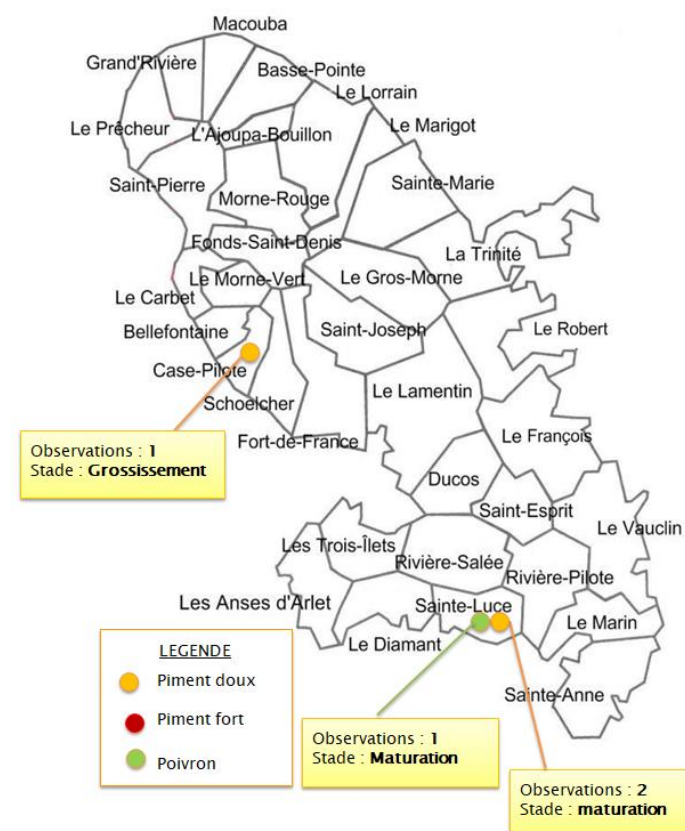 Macouba
Grand'Rivière
Basse-Pointe
Le Lorrain
Le Prêcheur
L'Ajoupa-Bouillon
Le Marigot
Saint-Pierre
Sainte-Marie
Morne-Rouge
Fonds-Saint-Denis
La Trinité
Le Morne-Vert
Le Gros-Morne
Le Carbet
Bellefontaine
Saint-Joseph
Le Robert
Case-Pilote
Le Lamentin
Schoelcher
Fort-de-France
Le François
Observations : 1
Stade : Grossissement
Ducos
Saint-Esprit
Le Vauclin
Les Trois-Îlets
Rivière-Salée
Rivière-Pilote
Les Anses d'Arlet
Sainte-Luce
Le Marin
Le Diamant
Sainte-Anne
LEGENDE
Piment doux
Piment fort
Poivron
Observations : 1
Stade : Maturation
Observations : 2
Stade : maturation